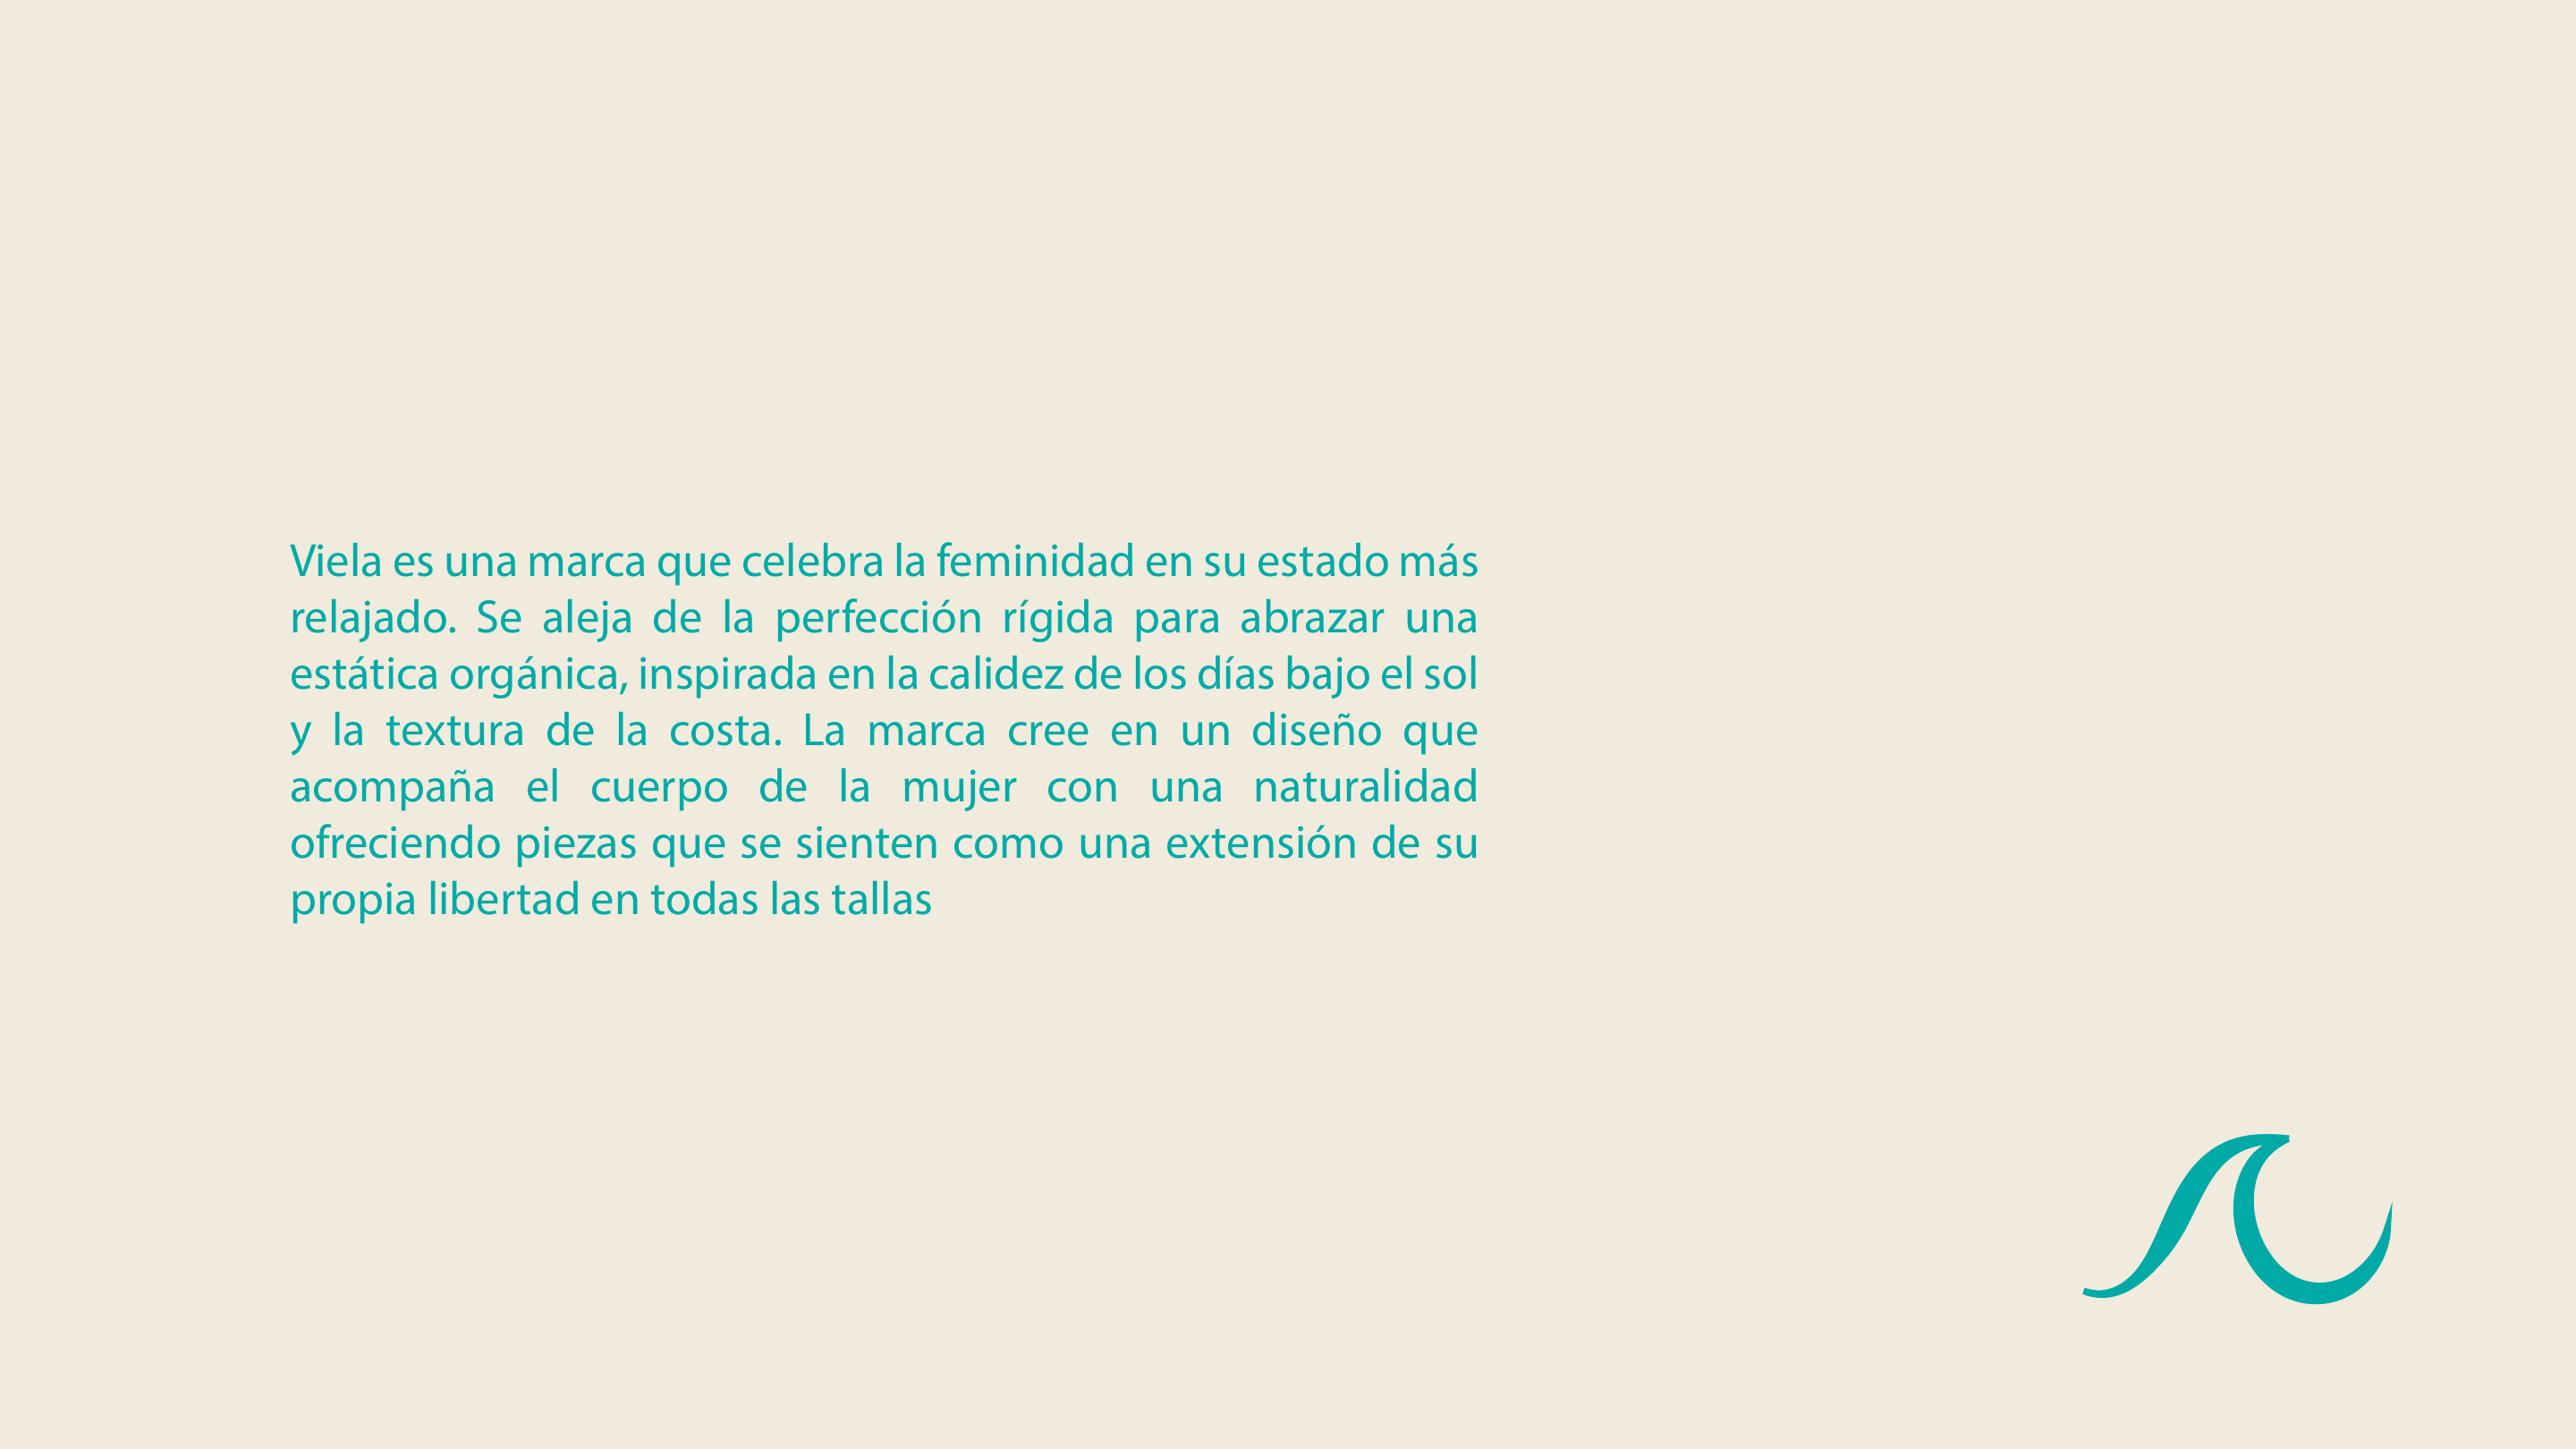 Viela es una marca que celebra la feminidad en su estado más
relajado. Se aleja de la perfección rígida para abrazar una
estática orgánica, inspirada en la calidez de los días bajo el sol
y la textura de la costa. La marca cree en un diseño que
acompaña el cuerpo de la mujer con una naturalidad
ofreciendo piezas que se sienten como una extensión de su
propia libertad en todas las tallas